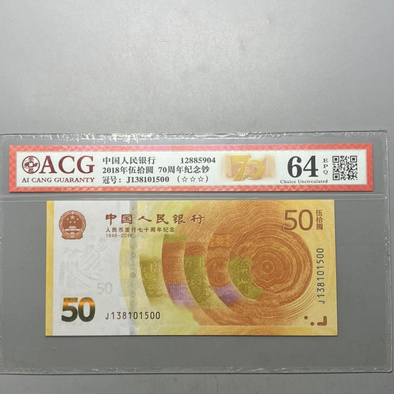 ACG
AI CANG GUARANTY
中国人民银行 12885904
2018年伍拾圆 70周年纪念钞
冠号: J138101500 (☆☆☆)
70
64 EPQ
Choice Uncirculated
中国人民银行
人民币发行七十周年纪念
1948-2018
50 伍拾圆
50
50
J138101500
J138101500